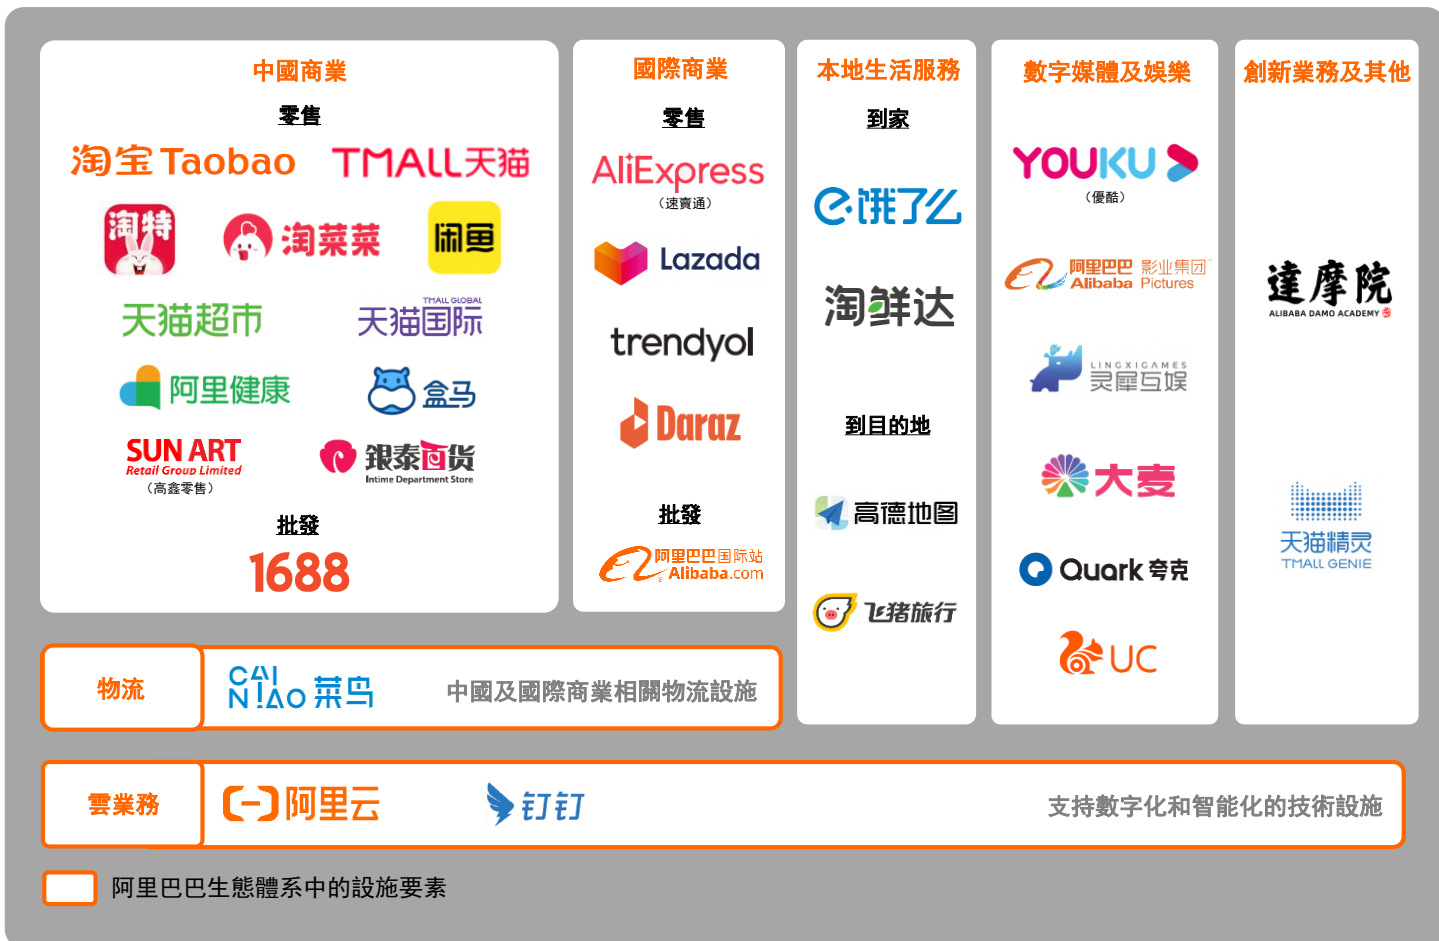 中國商業
零售
淘宝 Taobao
TMALL天猫
淘特
淘菜菜
闲鱼
天猫超市
TMALL GLOBAL
天猫国际
阿里健康
盒马
SUN ART
Retail Group Limited
（高鑫零售）
銀泰百货
Intime Department Store
批發
1688
國際商業
零售
AliExpress
（速賣通）
Lazada
trendyol
Daraz
批發
阿里巴巴国际站
Alibaba.com
本地生活服務
到家
饿了么
淘鲜达
到目的地
高德地图
飞猪旅行
數字媒體及娛樂
YOUKU
（優酷）
阿里巴巴 影业集团
Alibaba Pictures
LINGXIGAMES
灵犀互娱
大麦
Quark 夸克
UC
創新業務及其他
達摩院
ALIBABA DAMO ACADEMY
天猫精灵
TMALL GENIE
物流
CAI
NIAO 菜鸟
中國及國際商業相關物流設施
雲業務
阿里云
钉钉
支持數字化和智能化的技術設施
阿里巴巴生態體系中的設施要素